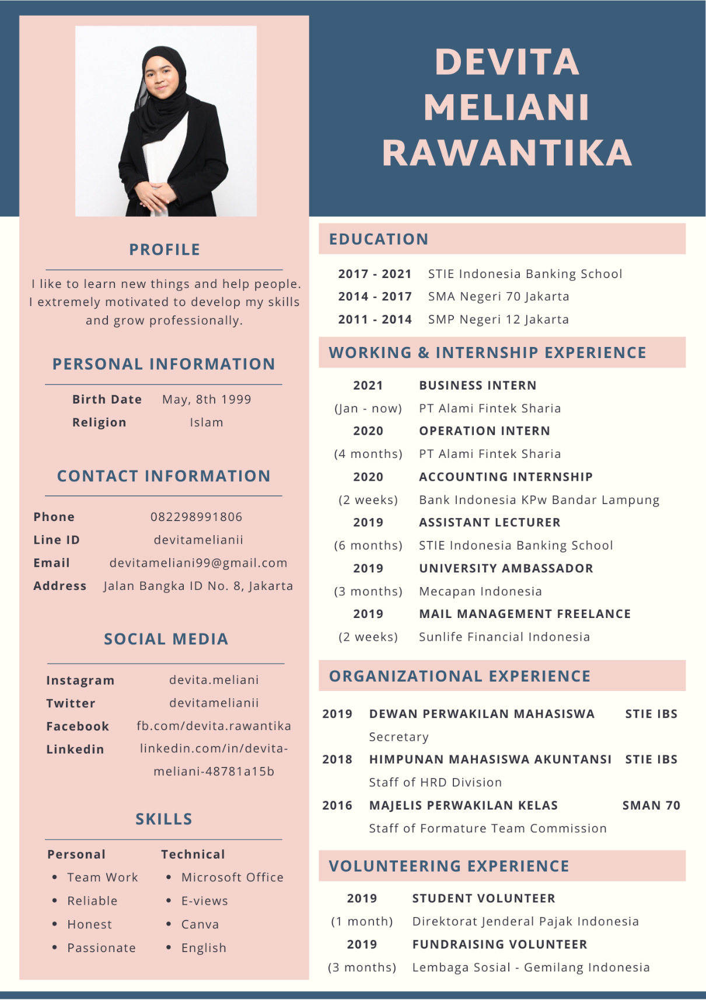 DEVITA
MELIANI
RAWANTIKA
PROFILE
I like to learn new things and help people.
I extremely motivated to develop my skills
and grow professionally.
PERSONAL INFORMATION
Birth Date May, 8th 1999
Religion Islam
CONTACT INFORMATION
Phone 082298991806
Line ID devitamelianii
Email devitameliani99@gmail.com
Address Jalan Bangka ID No. 8, Jakarta
SOCIAL MEDIA
Instagram devita.meliani
Twitter devitamelianii
Facebook fb.com/devita.rawantika
Linkedin linkedin.com/in/devita-
meliani-48781a15b
SKILLS
Personal Technical
• Team Work • Microsoft Office
• Reliable • E-views
• Honest • Canva
• Passionate • English
EDUCATION
2017 - 2021 STIE Indonesia Banking School
2014 - 2017 SMA Negeri 70 Jakarta
2011 - 2014 SMP Negeri 12 Jakarta
WORKING & INTERNSHIP EXPERIENCE
2021 BUSINESS INTERN
(Jan - now) PT Alami Fintek Sharia
2020 OPERATION INTERN
(4 months) PT Alami Fintek Sharia
2020 ACCOUNTING INTERNSHIP
(2 weeks) Bank Indonesia KPw Bandar Lampung
2019 ASSISTANT LECTURER
(6 months) STIE Indonesia Banking School
2019 UNIVERSITY AMBASSADOR
(3 months) Mecapan Indonesia
2019 MAIL MANAGEMENT FREELANCE
(2 weeks) Sunlife Financial Indonesia
ORGANIZATIONAL EXPERIENCE
2019 DEWAN PERWAKILAN MAHASISWA STIE IBS
Secretary
2018 HIMPUNAN MAHASISWA AKUNTANSI STIE IBS
Staff of HRD Division
2016 MAJELIS PERWAKILAN KELAS SMAN 70
Staff of Formature Team Commission
VOLUNTEERING EXPERIENCE
2019 STUDENT VOLUNTEER
(1 month) Direktorat Jenderal Pajak Indonesia
2019 FUNDRAISING VOLUNTEER
(3 months) Lembaga Sosial - Gemilang Indonesia